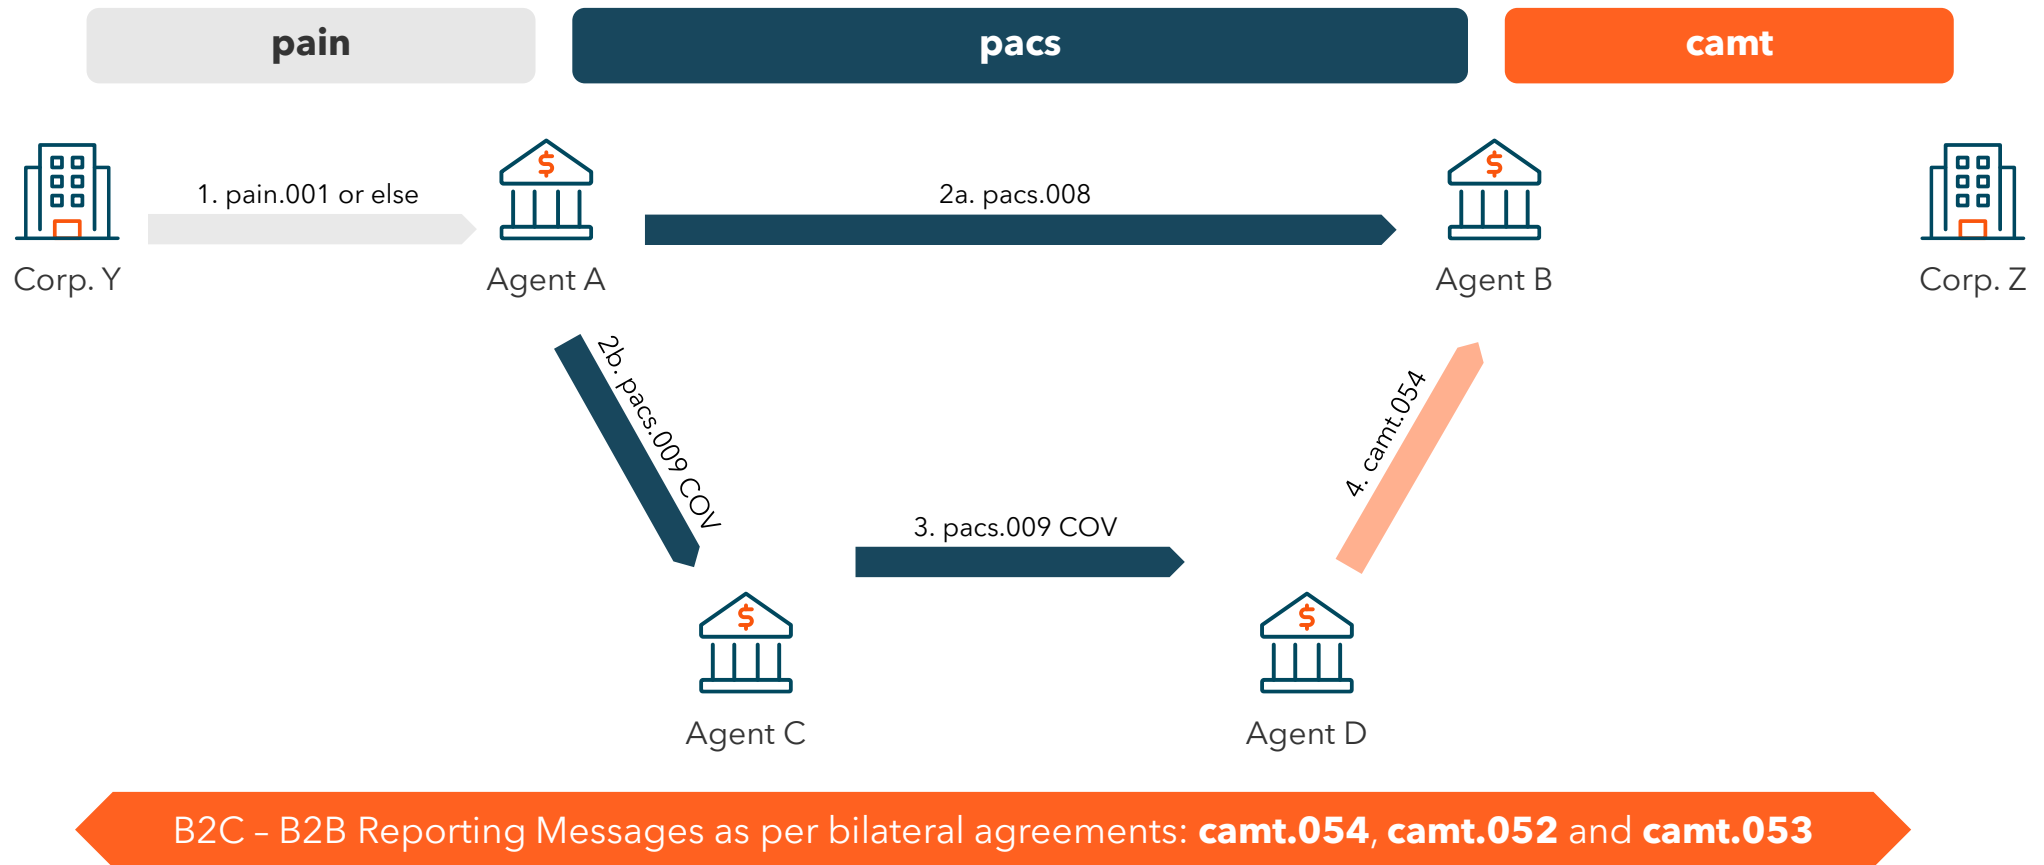 pain
pacs
camt
1. pain.001 or else
2a. pacs.008
Corp. Y
Agent A
Agent B
Corp. Z
2b. pacs.009 COV
3. pacs.009 COV
4. camt.054
Agent C
Agent D
B2C – B2B Reporting Messages as per bilateral agreements: camt.054, camt.052 and camt.053